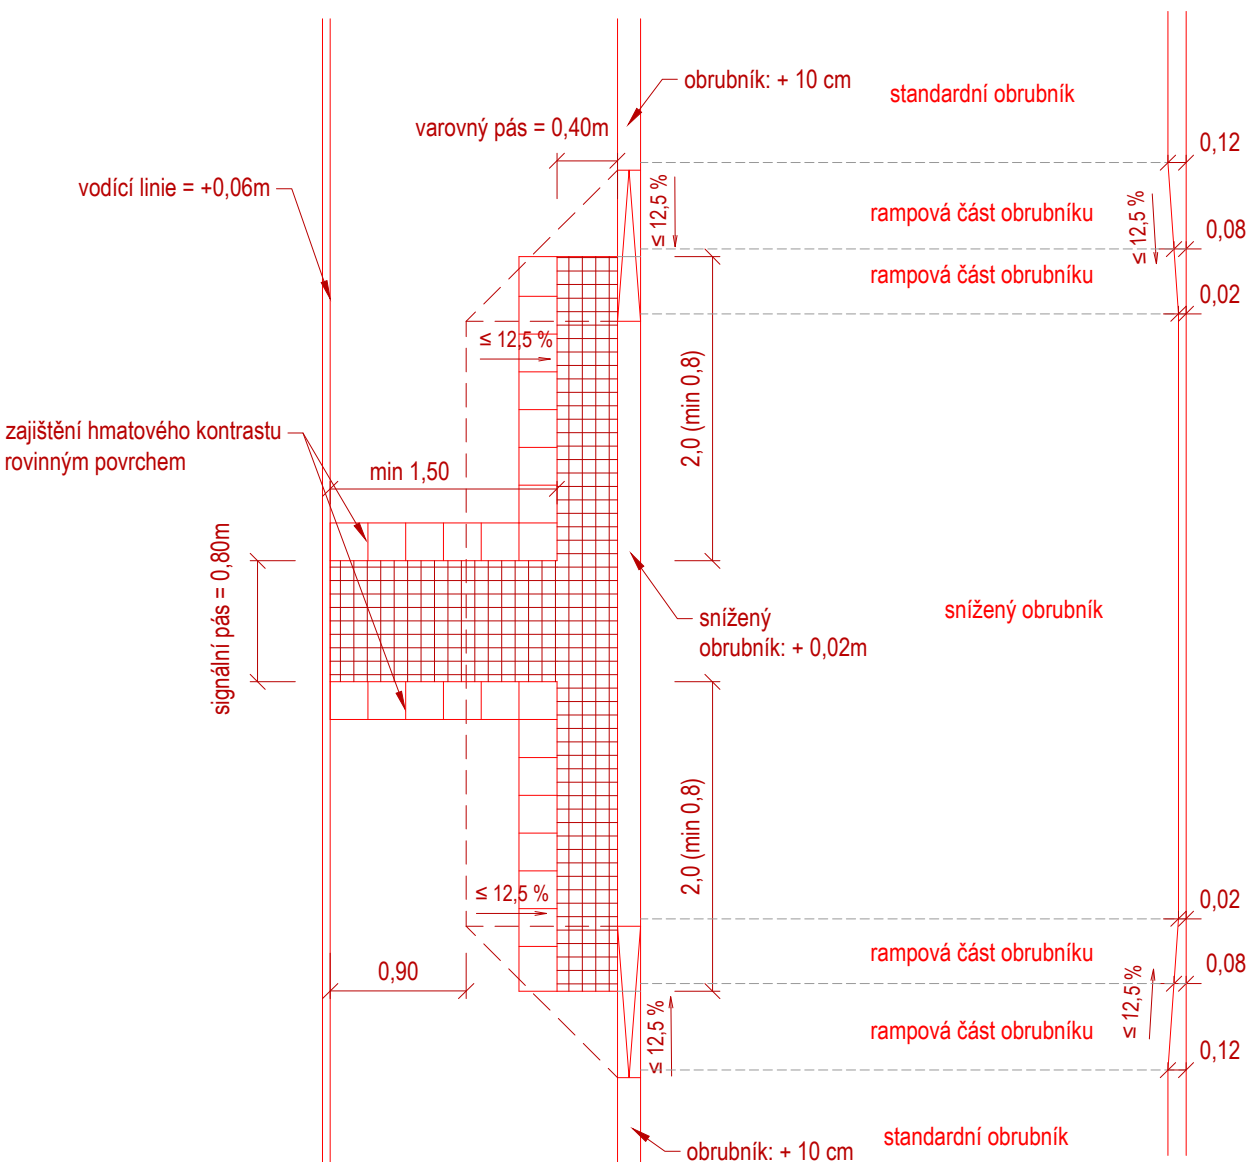 obrubník: + 10 cm
standardní obrubník
varovný pás = 0,40m
0,12
vodící linie = +0,06m
≤ 12,5 %
rampová část obrubníku
≤ 12,5 %
0,08
rampová část obrubníku
0,02
≤ 12,5 %
2,0 (min 0,8)
zajištění hmatového kontrastu
rovinným povrchem
min 1,50
signální pás = 0,80m
snížený
obrubník: + 0,02m
snížený obrubník
2,0 (min 0,8)
≤ 12,5 %
0,02
rampová část obrubníku
0,08
0,90
≤ 12,5 %
rampová část obrubníku
≤ 12,5 %
0,12
standardní obrubník
obrubník: + 10 cm